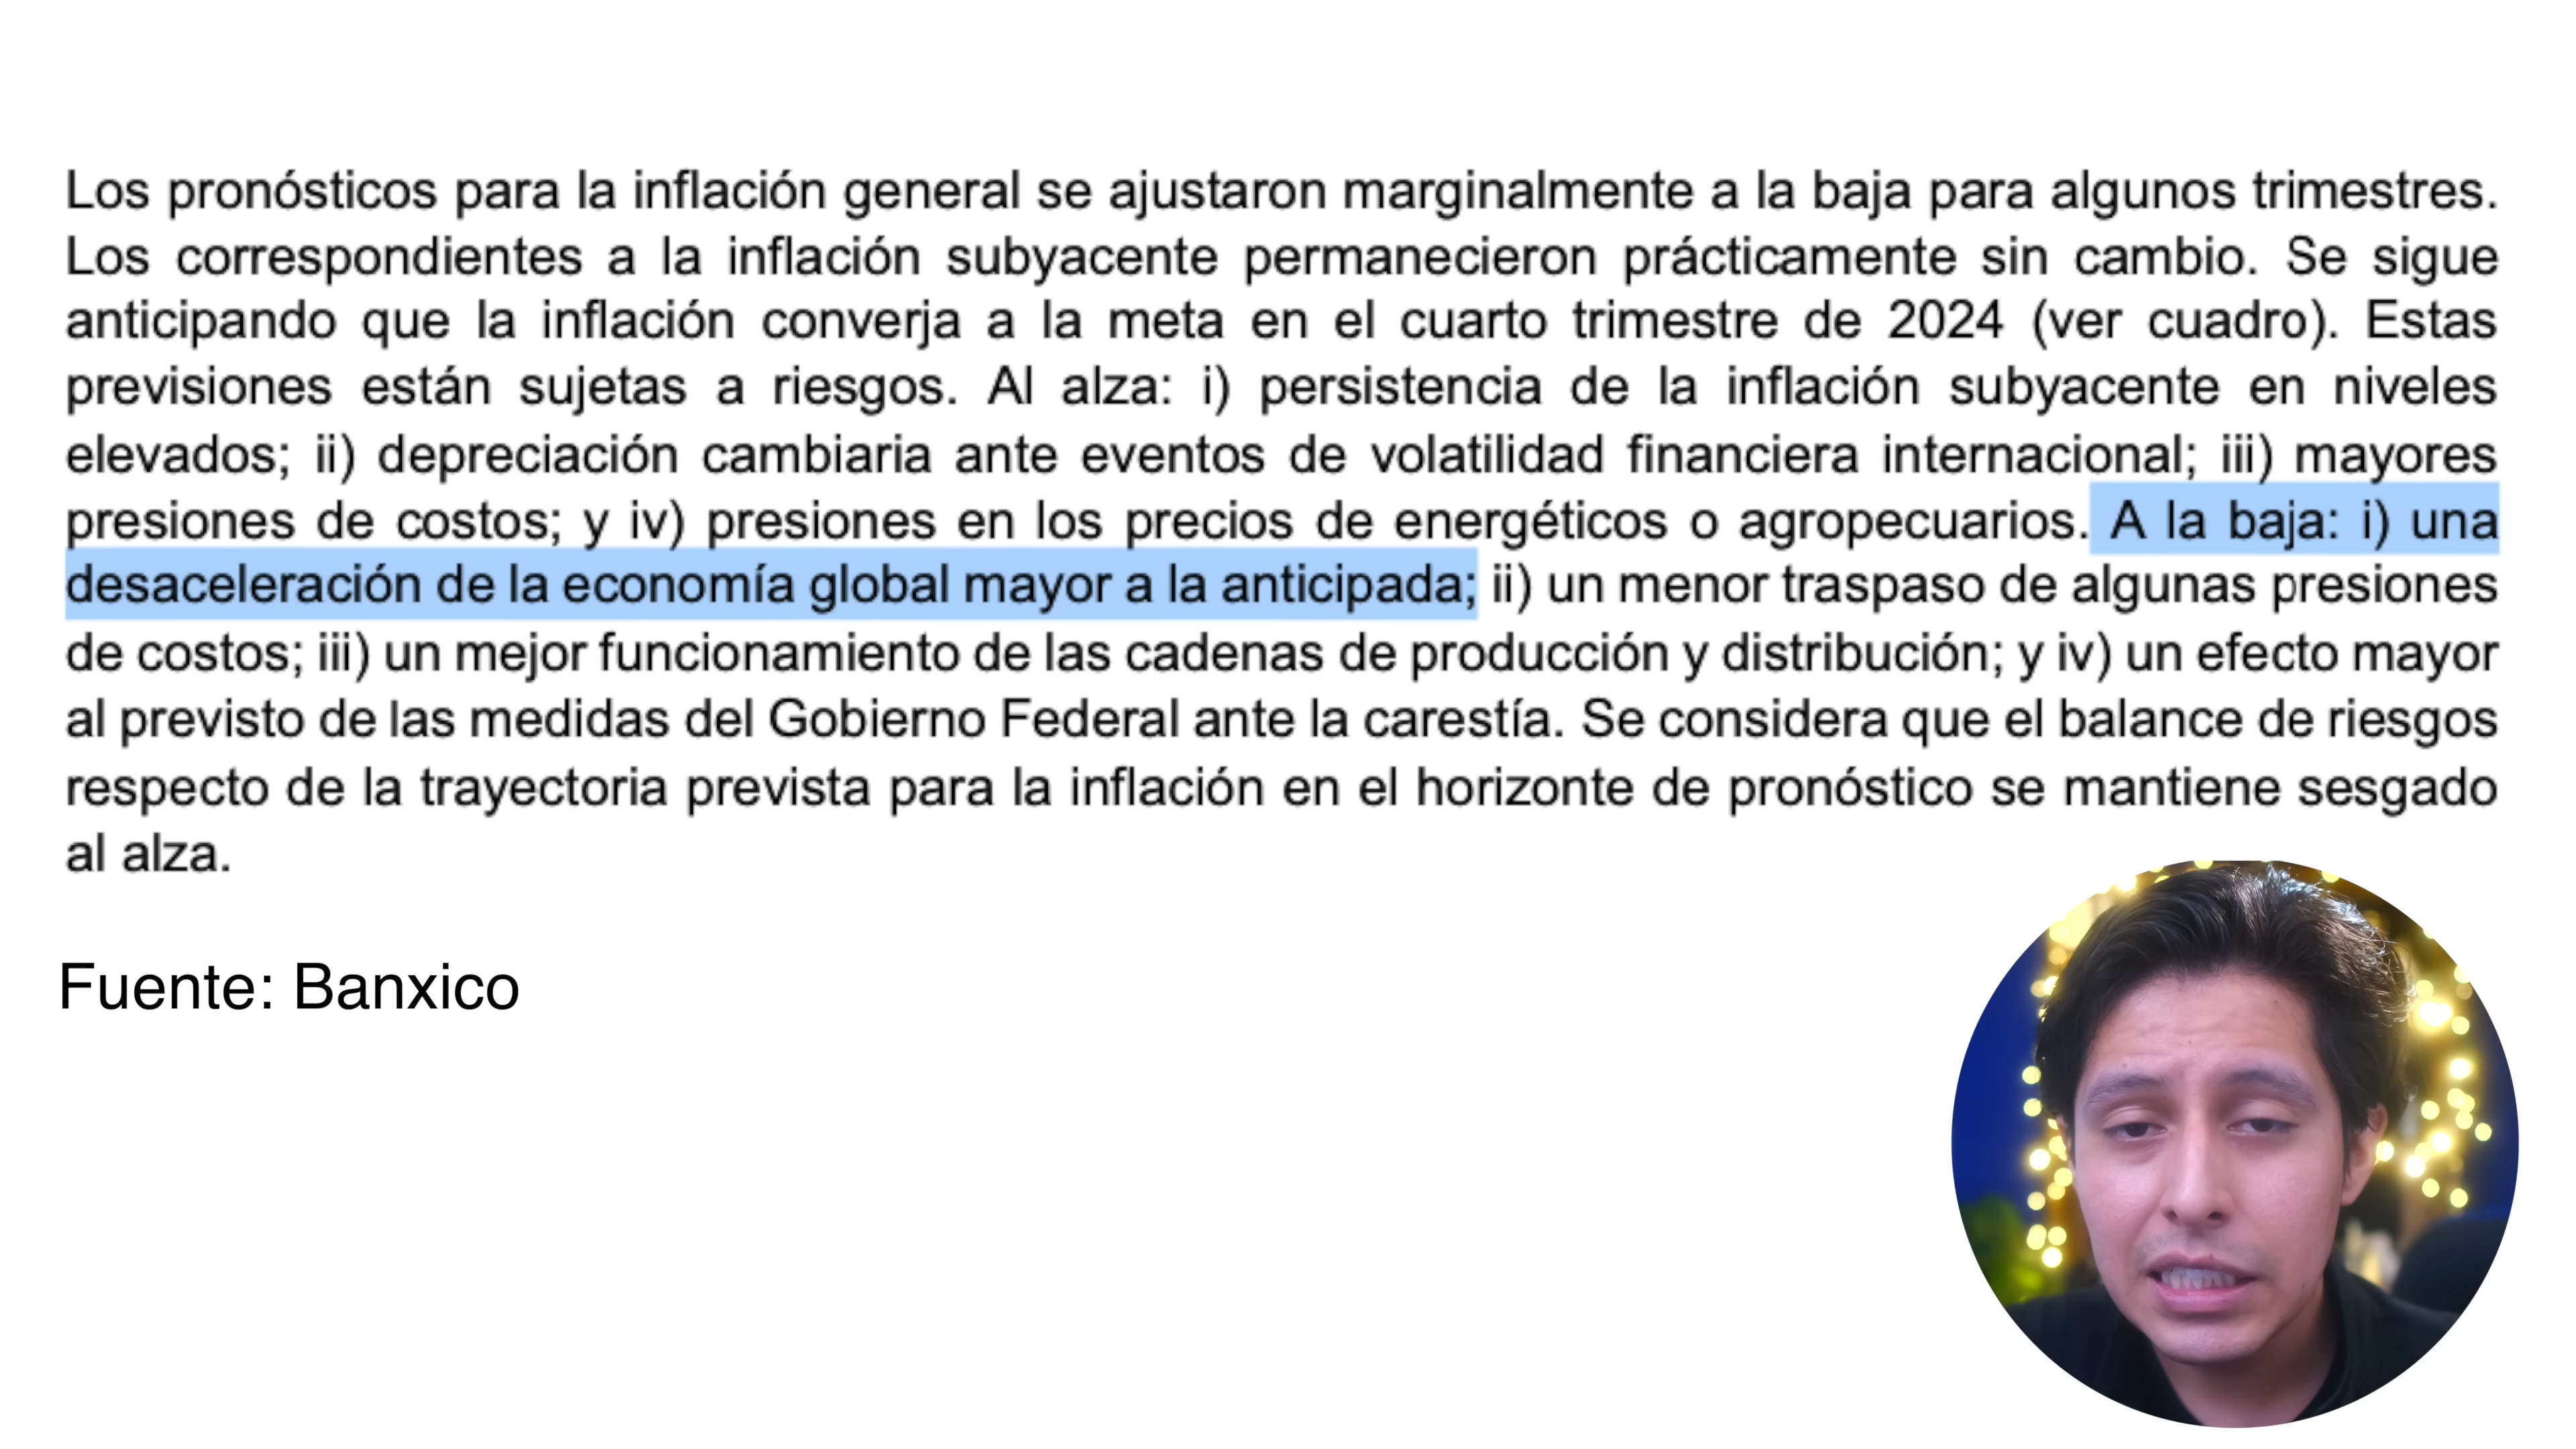 Los pronósticos para la inflación general se ajustaron marginalmente a la baja para algunos trimestres.
Los correspondientes a la inflación subyacente permanecieron prácticamente sin cambio. Se sigue
anticipando que la inflación converja a la meta en el cuarto trimestre de 2024 (ver cuadro). Estas
previsiones están sujetas a riesgos. Al alza: i) persistencia de la inflación subyacente en niveles
elevados; ii) depreciación cambiaria ante eventos de volatilidad financiera internacional; iii) mayores
presiones de costos; y iv) presiones en los precios de energéticos o agropecuarios. A la baja: i) una
desaceleración de la economía global mayor a la anticipada; ii) un menor traspaso de algunas presiones
de costos; iii) un mejor funcionamiento de las cadenas de producción y distribución; y iv) un efecto mayor
al previsto de las medidas del Gobierno Federal ante la carestía. Se considera que el balance de riesgos
respecto de la trayectoria prevista para la inflación en el horizonte de pronóstico se mantiene sesgado
al alza.
Fuente: Banxico